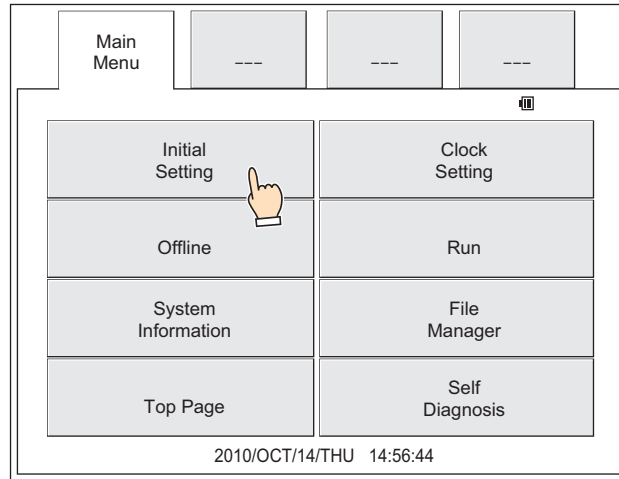 Main
Menu
---
---
---
Initial
Setting
Clock
Setting
Offline
Run
System
Information
File
Manager
Top Page
Self
Diagnosis
2010/OCT/14/THU 14:56:44